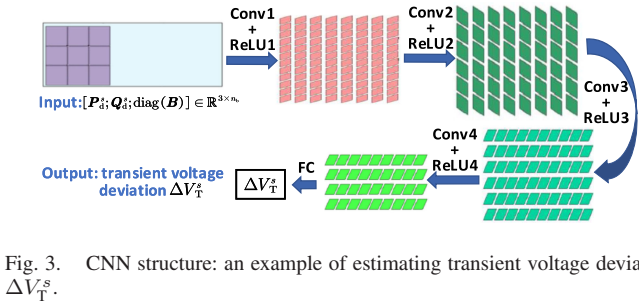 Conv1
+
ReLU1
Conv2
+
ReLU2
Conv3
+
ReLU3
Input:[P_d^s;Q_d^s;diag(B)]∈ℝ^{3×n_b}
Conv4
+
ReLU4
FC
Output: transient voltage
deviation ΔV_T^s
ΔV_T^s
Fig. 3. CNN structure: an example of estimating transient voltage devia
ΔV_T^s.